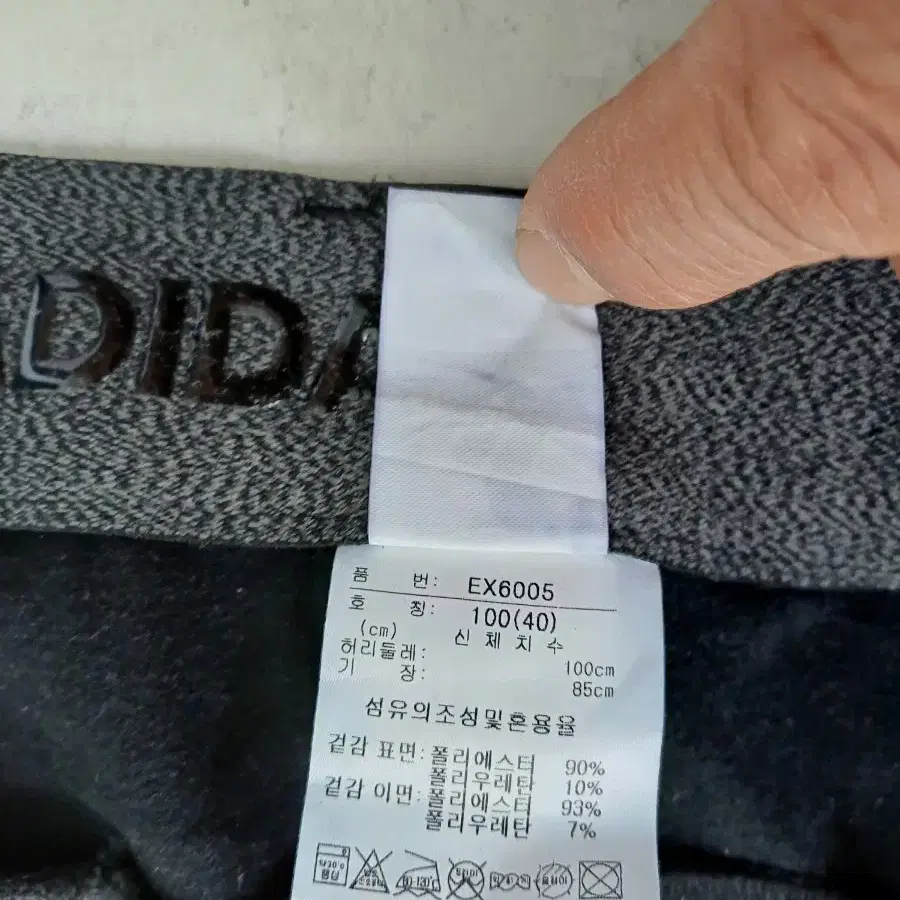 ADIDA
품 번: EX6005
호 칭: 100(40)
(cm) 신 체 치 수
허리둘레: 100cm
기 장: 85cm
섬유의조성및혼용율
겉감 표면: 폴리에스터 90%
폴리우레탄 10%
겉감 이면: 폴리에스터 93%
폴리우레탄 7%